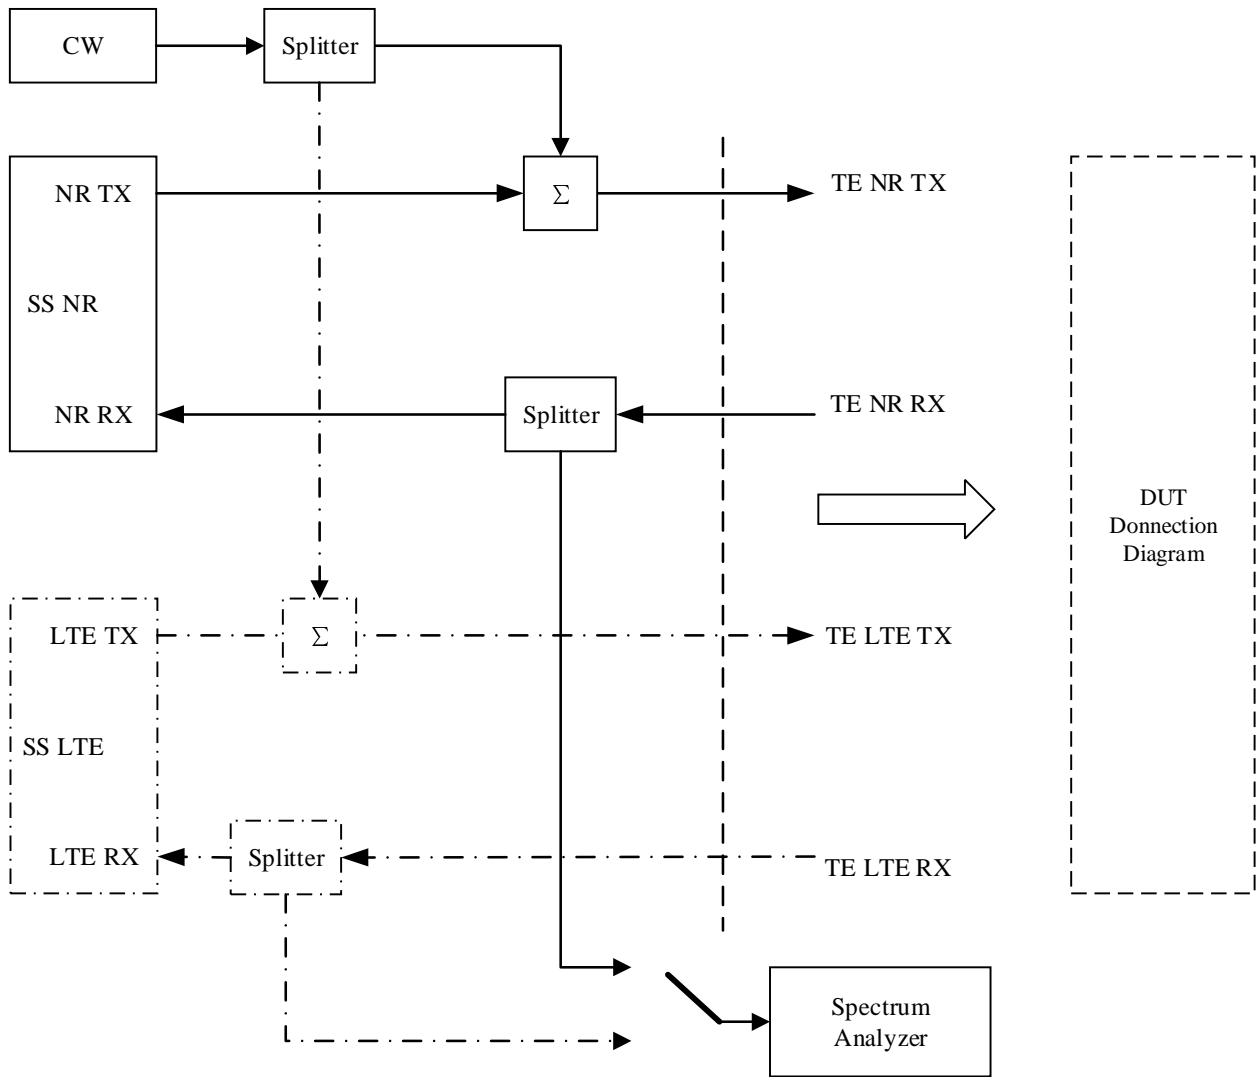 CW
Splitter
NR TX
Σ
TE NR TX
SS NR
NR RX
Splitter
TE NR RX
DUT
Donnection
Diagram
LTE TX
Σ
TE LTE TX
SS LTE
LTE RX
Splitter
TE LTE RX
Spectrum
Analyzer